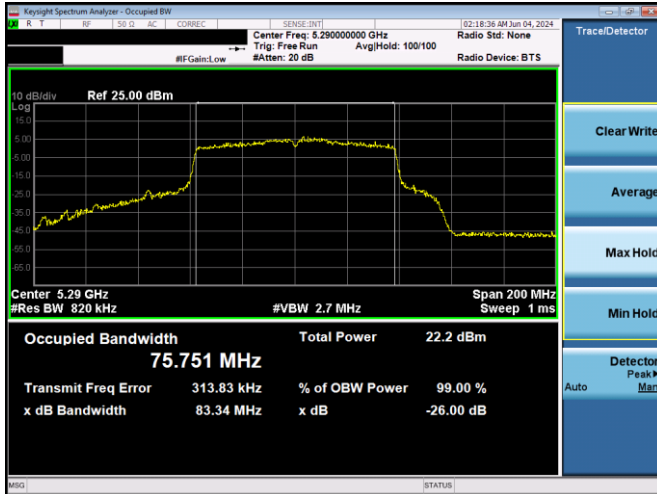 Keysight Spectrum Analyzer - Occupied BW
R T RF 50 Ω AC CORREC SENSE:INT 02:18:36 AM Jun 04, 2024
Center Freq: 5.290000000 GHz Radio Std: None
Trig: Free Run Avg|Hold: 100/100
#IFGain:Low #Atten: 20 dB Radio Device: BTS
Trace/Detector
10 dB/div Ref 25.00 dBm
Log
15.0
5.00
-5.00
-15.0
-25.0
-35.0
-45.0
-55.0
-65.0
Center 5.29 GHz Span 200 MHz
#Res BW 820 kHz #VBW 2.7 MHz Sweep 1 ms
Occupied Bandwidth Total Power 22.2 dBm
75.751 MHz
Transmit Freq Error 313.83 kHz % of OBW Power 99.00 %
x dB Bandwidth 83.34 MHz x dB -26.00 dB
Clear Write
Average
Max Hold
Min Hold
Detector
Peak
Auto Man
MSG STATUS